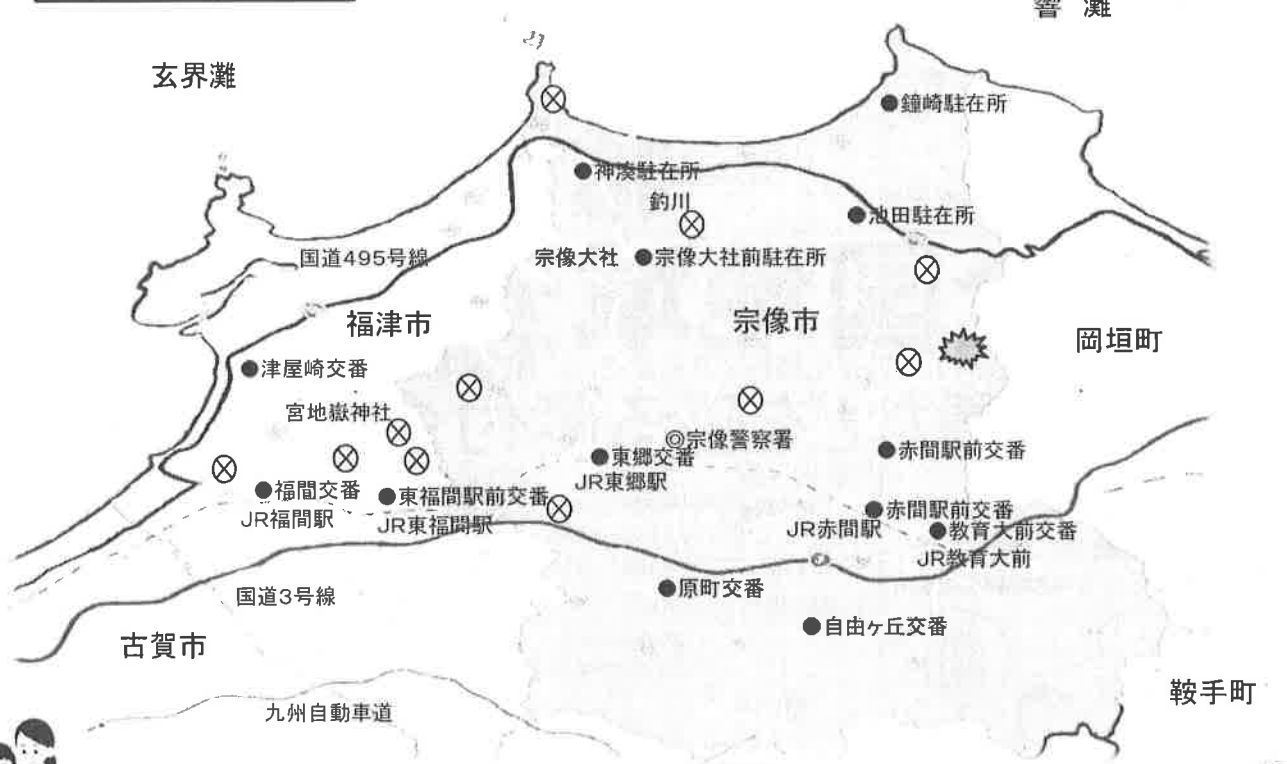 響 灘
玄界灘
鐘崎駐在所
神湊駐在所
釣川
池田駐在所
宗像大社
宗像大社前駐在所
国道495号線
福津市
宗像市
岡垣町
津屋崎交番
宮地嶽神社
宗像警察署
赤間駅前交番
東郷交番
JR東郷駅
福間交番
JR福間駅
東福間駅前交番
JR東福間駅
赤間駅前交番
JR赤間駅
教育大前交番
JR教育大前
原町交番
国道3号線
自由ヶ丘交番
古賀市
鞍手町
九州自動車道